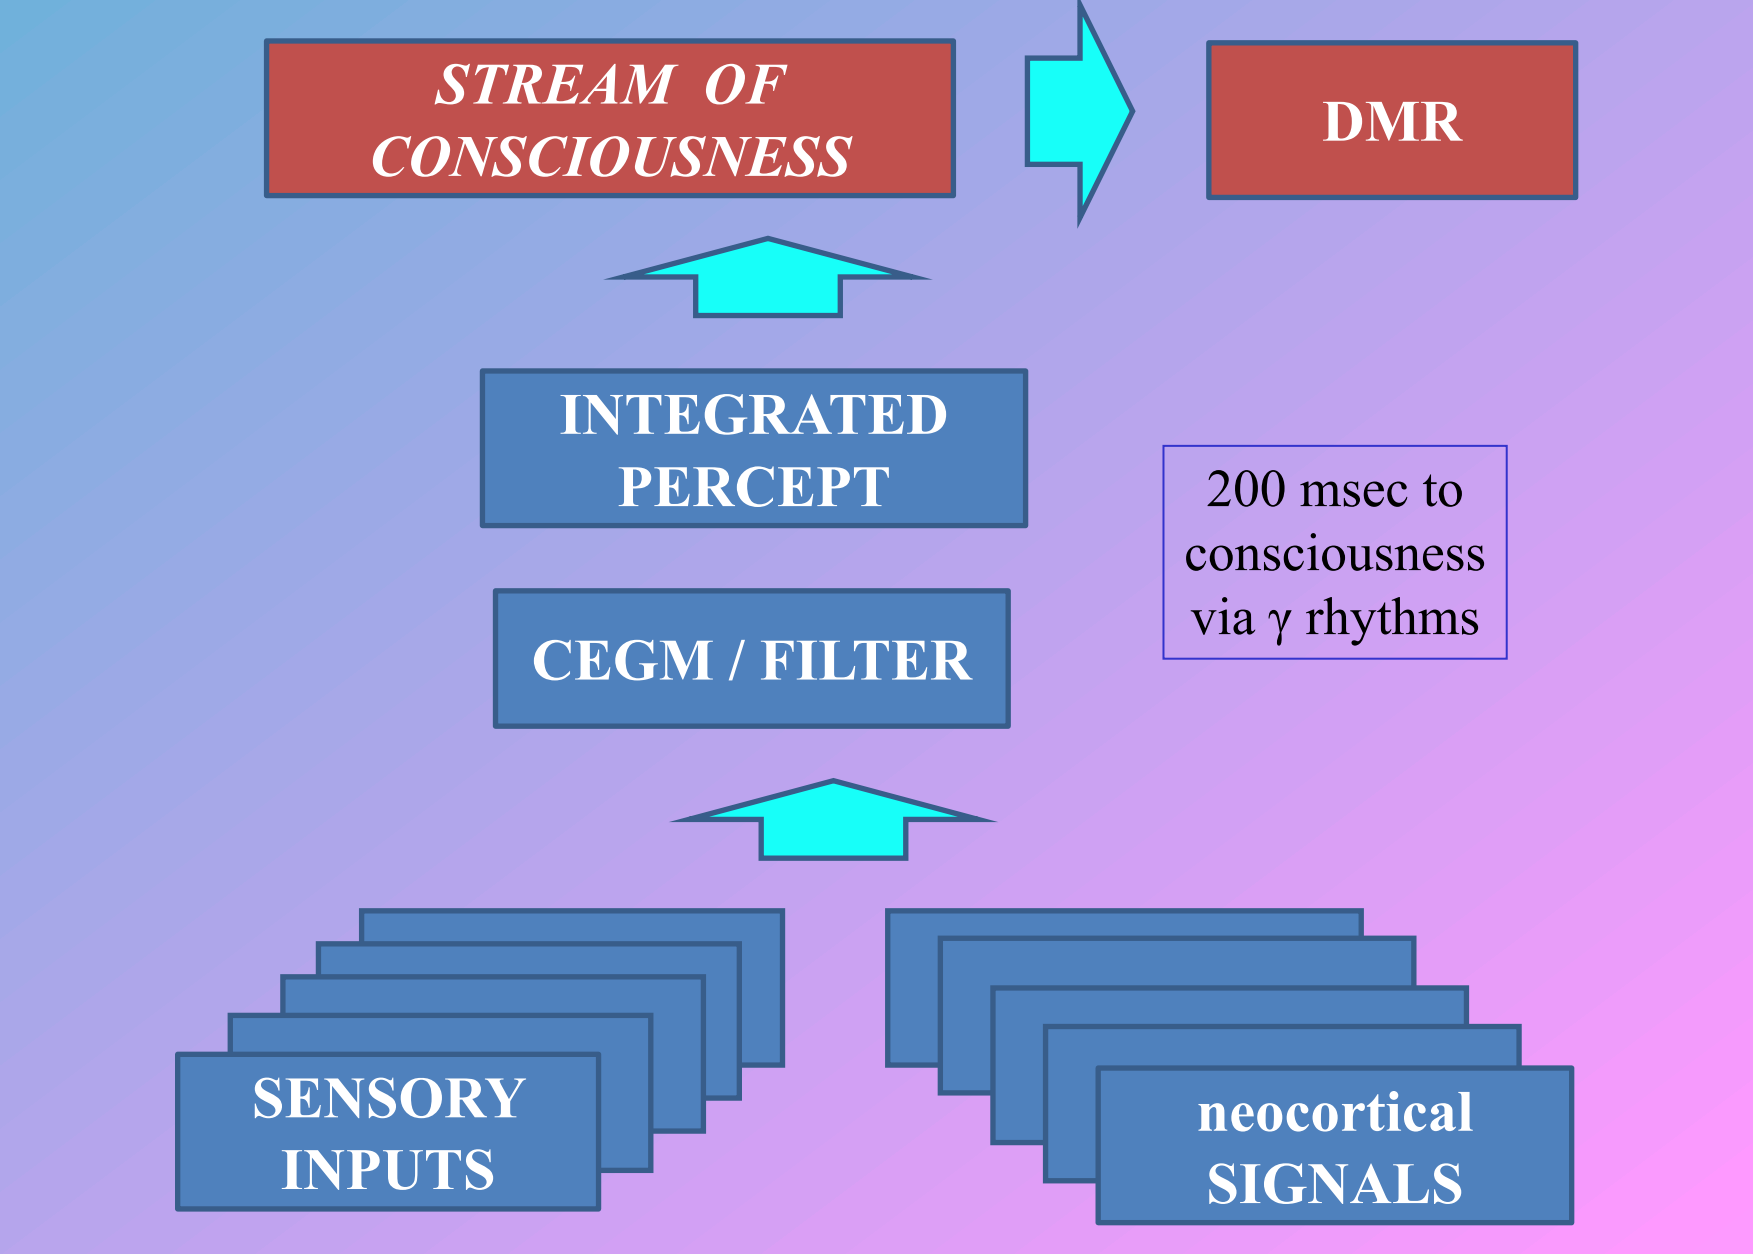 STREAM OF
CONSCIOUSNESS
DMR
INTEGRATED
PERCEPT
200 msec to
consciousness
via γ rhythms
CEGM / FILTER
SENSORY
INPUTS
neocortical
SIGNALS